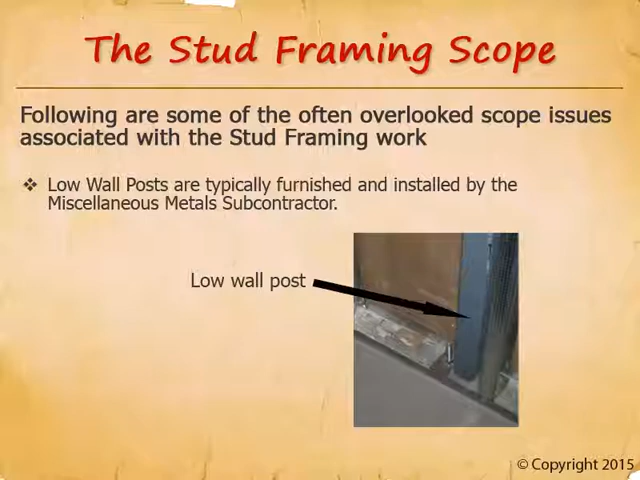 The Stud Framing Scope
Following are some of the often overlooked scope issues
associated with the Stud Framing work
❖ Low Wall Posts are typically furnished and installed by the
Miscellaneous Metals Subcontractor.
Low wall post
© Copyright 2015